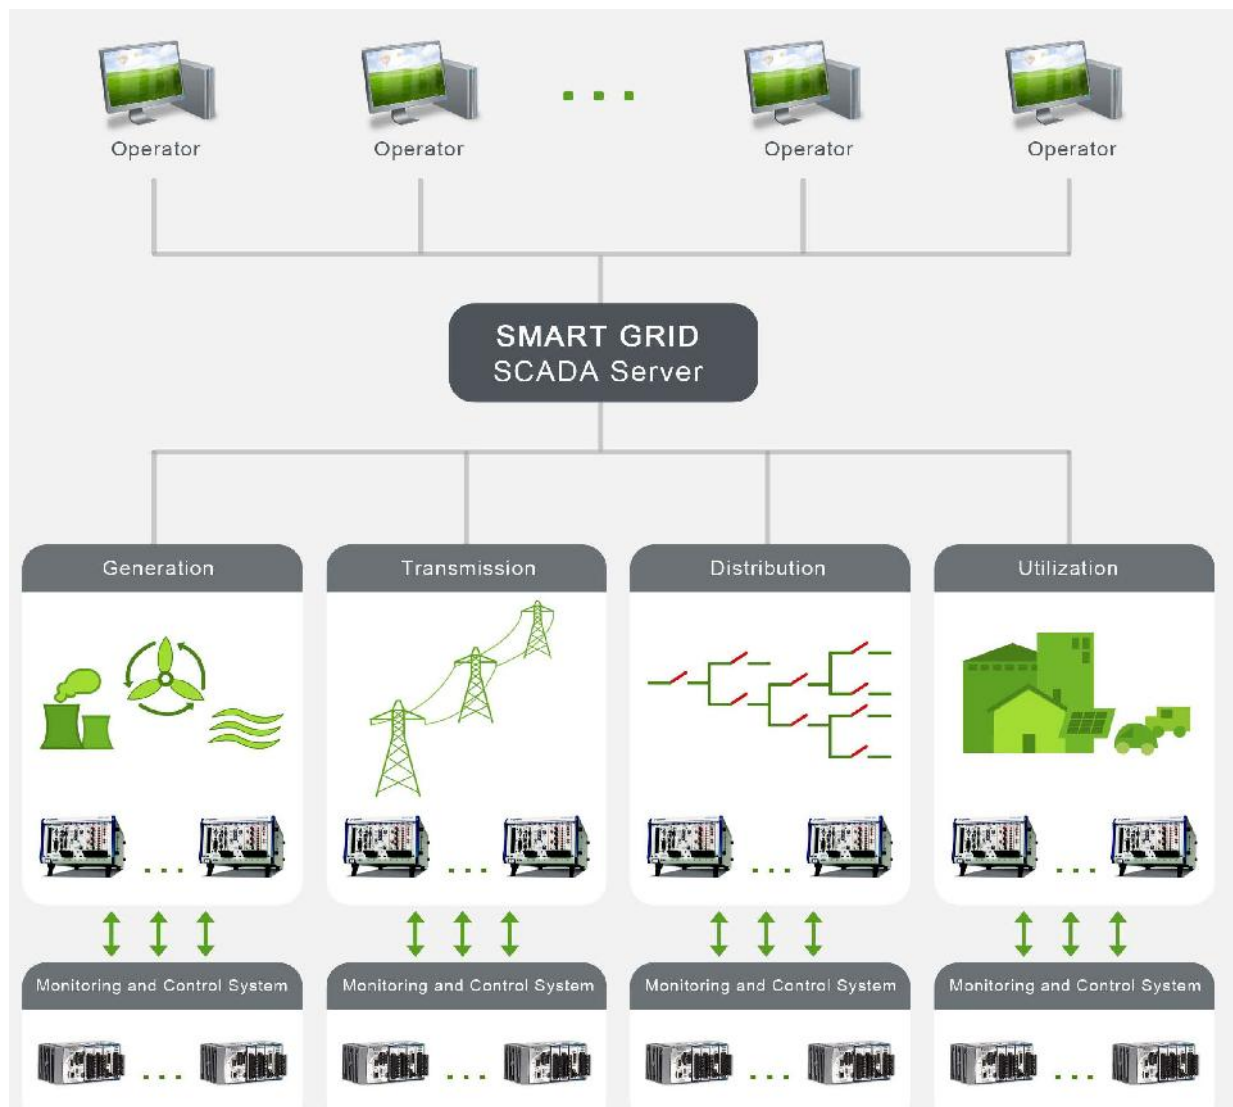 Operator
Operator
Operator
Operator
SMART GRID
SCADA Server
Generation
Transmission
Distribution
Utilization
Monitoring and Control System
Monitoring and Control System
Monitoring and Control System
Monitoring and Control System